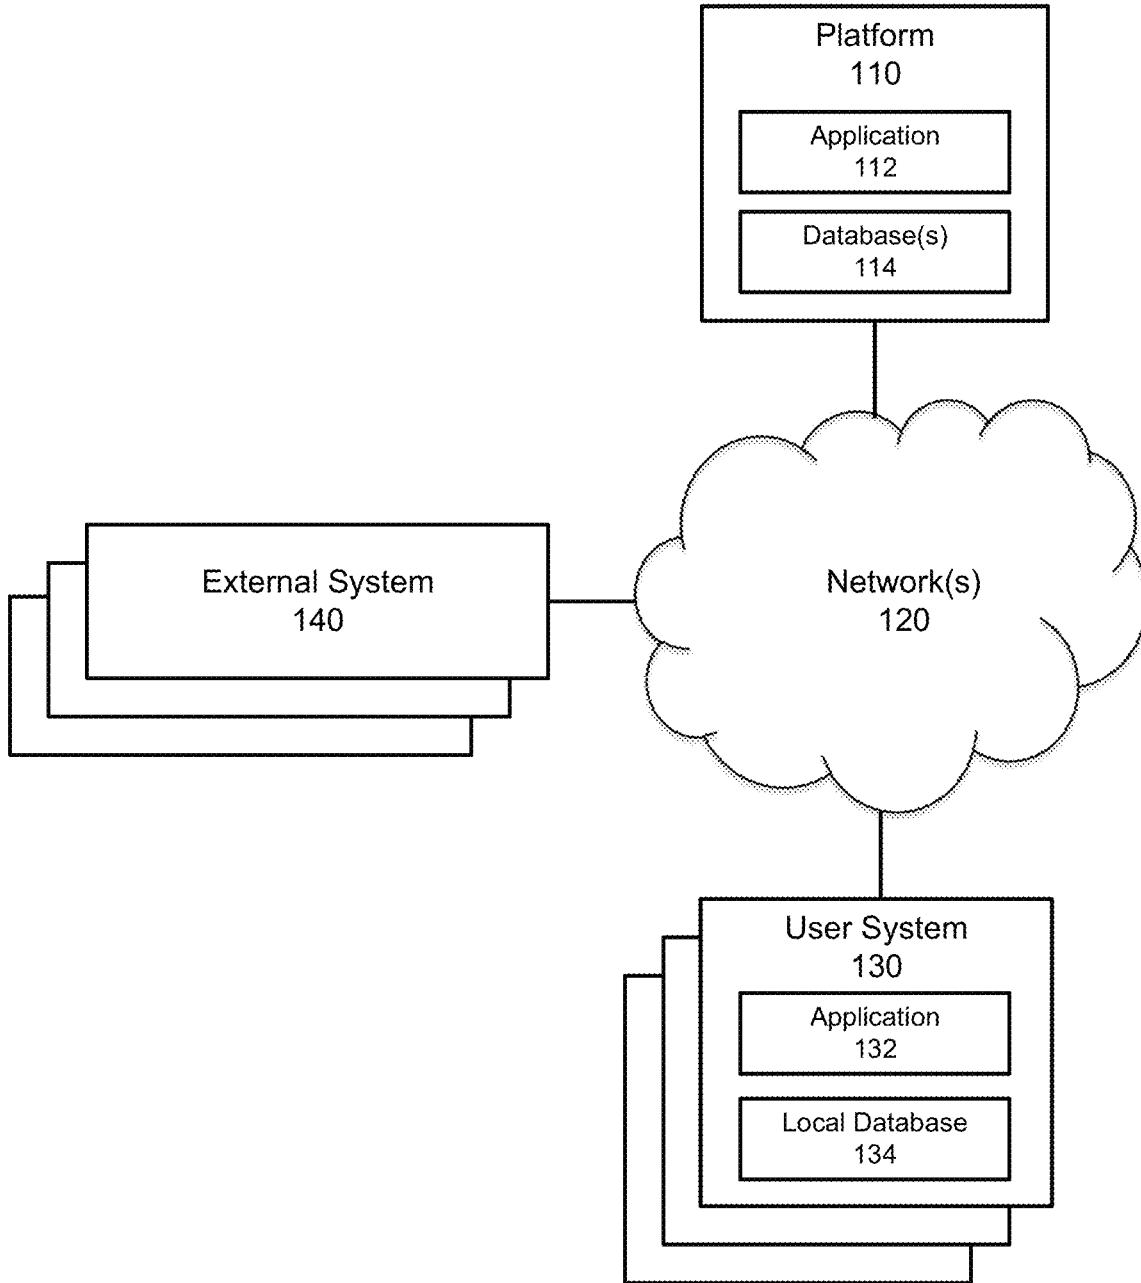 Platform
110
Application
112
Database(s)
114
External System
140
Network(s)
120
User System
130
Application
132
Local Database
134